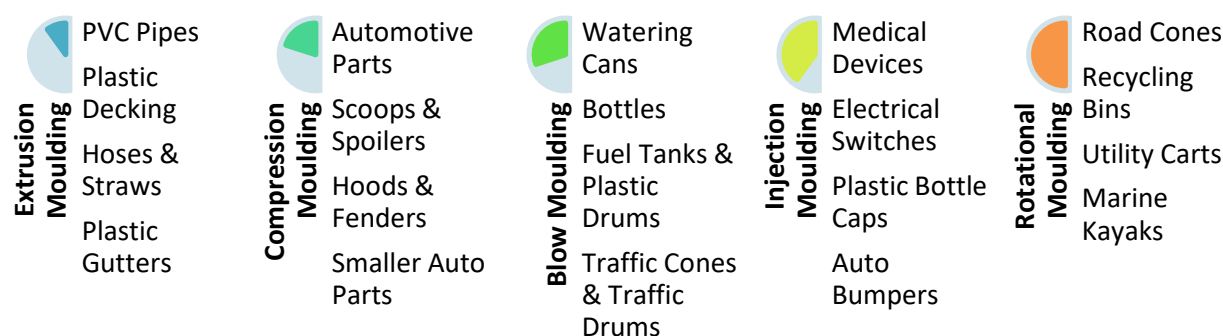 Extrusion
Moulding
PVC Pipes
Plastic
Decking
Hoses &
Straws
Plastic
Gutters
Compression
Moulding
Automotive
Parts
Scoops &
Spoilers
Hoods &
Fenders
Smaller Auto
Parts
Blow Moulding
Watering
Cans
Bottles
Fuel Tanks &
Plastic
Drums
Traffic Cones
& Traffic
Drums
Injection
Moulding
Medical
Devices
Electrical
Switches
Plastic Bottle
Caps
Auto
Bumpers
Rotational
Moulding
Road Cones
Recycling
Bins
Utility Carts
Marine
Kayaks